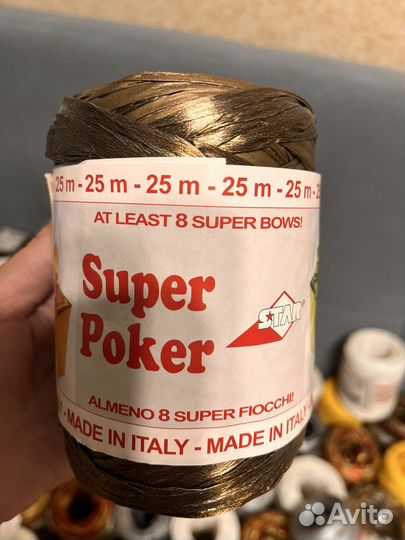 25 m - 25 m - 25 m - 25 m - 25
AT LEAST 8 SUPER BOWS!
Super
Poker
STAR®
ALMENO 8 SUPER FIOCCHI!
- MADE IN ITALY - MADE IN ITALY -
Avito